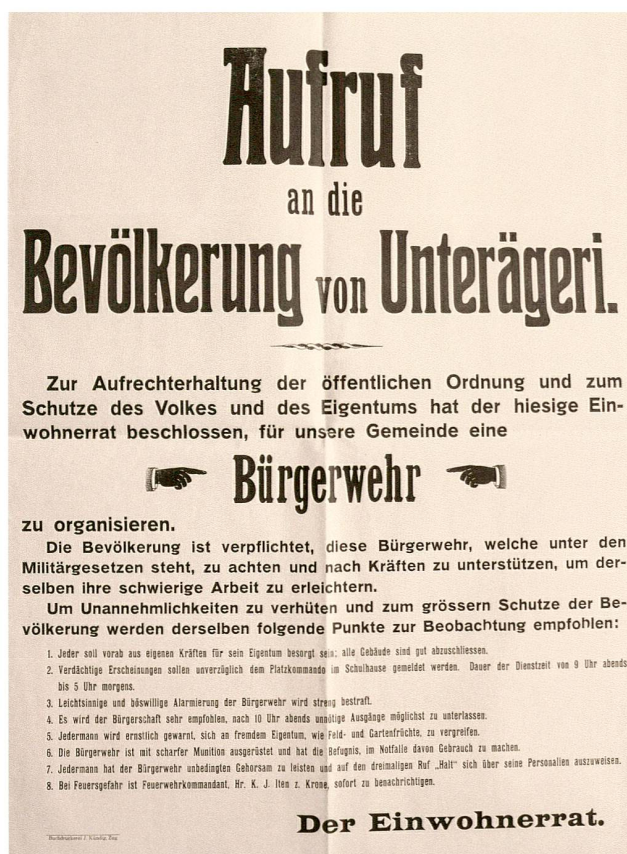 Aufruf
an die
Bevölkerung von Unterägeri.
Zur Aufrechterhaltung der öffentlichen Ordnung und zum
Schutze des Volkes und des Eigentums hat der hiesige Ein-
wohnerrat beschlossen, für unsere Gemeinde eine
Bürgerwehr
zu organisieren.
Die Bevölkerung ist verpflichtet, diese Bürgerwehr, welche unter den
Militärgesetzen steht, zu achten und nach Kräften zu unterstützen, um der-
selben ihre schwierige Arbeit zu erleichtern.
Um Unannehmlichkeiten zu verhüten und zum grössern Schutze der Be-
völkerung werden derselben folgende Punkte zur Beobachtung empfohlen:
1. Jeder soll vorab aus eigenen Kräften für sein Eigentum besorgt sein; alle Gebäude sind gut abzuschliessen.
2. Verdächtige Erscheinungen sollen unverzüglich dem Platzkommando im Schulhause gemeldet werden. Dauer der Dienstzeit von 9 Uhr abends
bis 5 Uhr morgens.
3. Leichtsinnige und böswillige Alarmierung der Bürgerwehr wird streng bestraft.
4. Es wird der Bürgerschaft sehr empfohlen, nach 10 Uhr abends unnötige Ausgänge möglichst zu unterlassen.
5. Jedermann wird ernstlich gewarnt, sich an fremdem Eigentum, wie Feld- und Gartenfrüchte, zu vergreifen.
6. Die Bürgerwehr ist mit scharfer Munition ausgerüstet und hat die Befugnis, im Notfalle davon Gebrauch zu machen.
7. Jedermann hat der Bürgerwehr unbedingten Gehorsam zu leisten und auf den dreimaligen Ruf „Halt" sich über seine Personalien auszuweisen.
8. Bei Feuersgefahr ist Feuerwehrkommandant, Hr. K. J. Iten z. Krone, sofort zu benachrichtigen.
Der Einwohnerrat.
Buchdruckerei J. Kündig, Zug